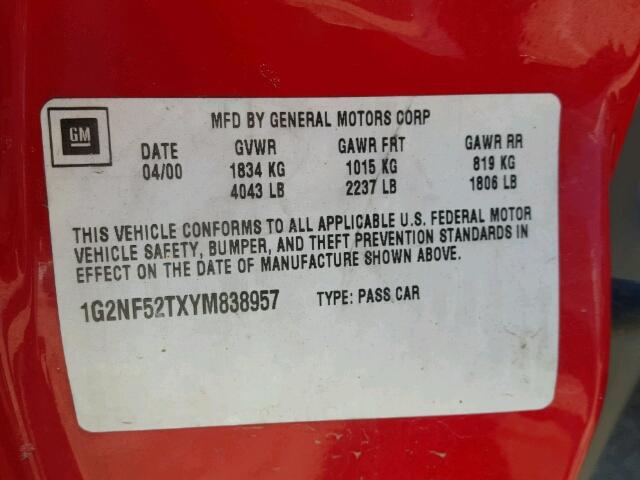 GM
MFD BY GENERAL MOTORS CORP
DATE GVWR GAWR FRT GAWR RR
04/00 1834 KG 1015 KG 819 KG
4043 LB 2237 LB 1806 LB
THIS VEHICLE CONFORMS TO ALL APPLICABLE U.S. FEDERAL MOTOR
VEHICLE SAFETY, BUMPER, AND THEFT PREVENTION STANDARDS IN
EFFECT ON THE DATE OF MANUFACTURE SHOWN ABOVE.
1G2NF52TXYM838957 TYPE: PASS CAR